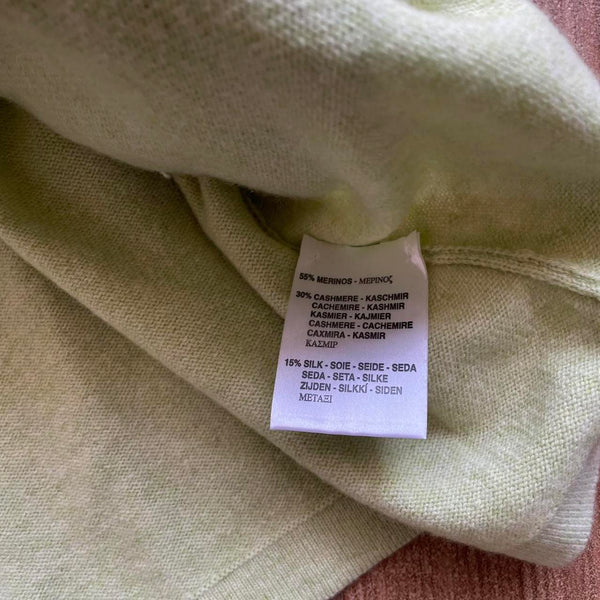 55% MERINOS - ΜΕΡΙΝΟς
30% CASHMERE - KASCHMIR
CACHEMIRE - KASHMIR
KASMIER - KAJMIER
CASHMERE - CACHEMIRE
CAXMIRA - KASMIR
ΚΑΣΜΙΡ
15% SILK - SOIE - SEIDE - SEDA
SEDA - SETA - SILKE
ZIJDEN - SILKKÍ - SIDEN
ΜΕΤΑΞΙ